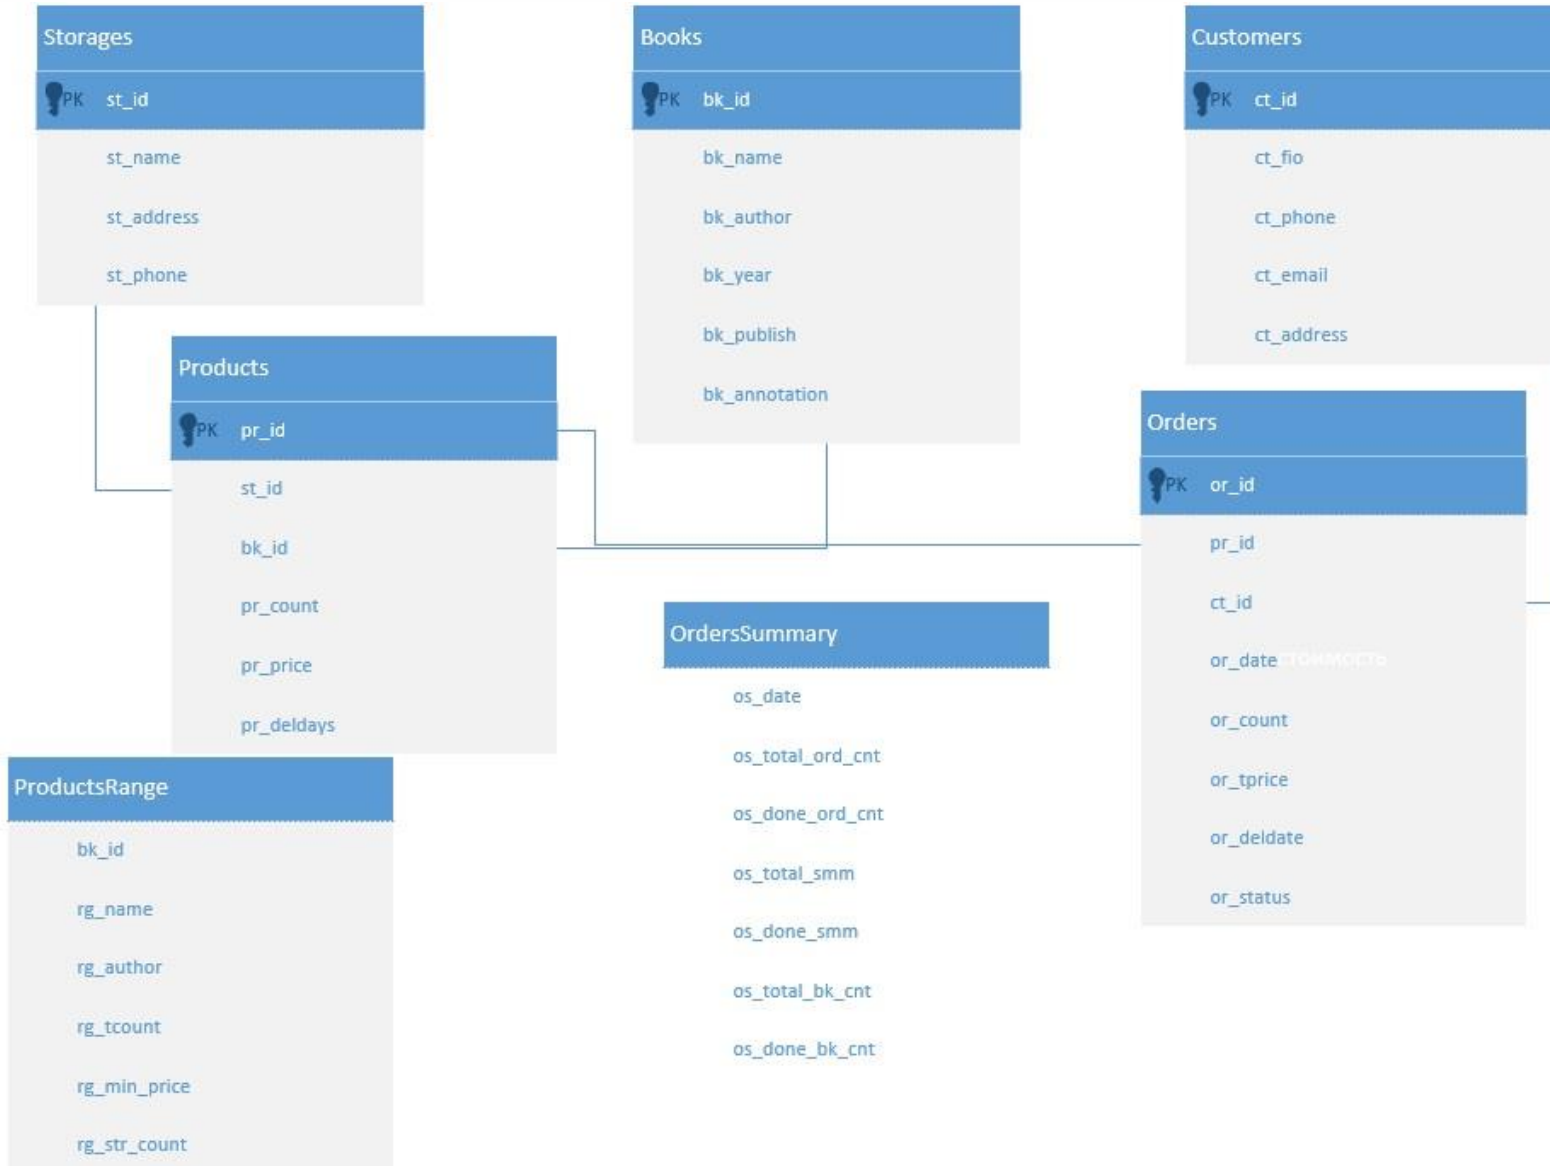 Storages
PK st_id
st_name
st_address
st_phone
Books
PK bk_id
bk_name
bk_author
bk_year
bk_publish
bk_annotation
Customers
PK ct_id
ct_fio
ct_phone
ct_email
ct_address
Products
PK pr_id
st_id
bk_id
pr_count
pr_price
pr_deldays
Orders
PK or_id
pr_id
ct_id
or_date стоимость
or_count
or_tprice
or_deldate
or_status
OrdersSummary
os_date
os_total_ord_cnt
os_done_ord_cnt
os_total_smm
os_done_smm
os_total_bk_cnt
os_done_bk_cnt
ProductsRange
bk_id
rg_name
rg_author
rg_tcount
rg_min_price
rg_str_count